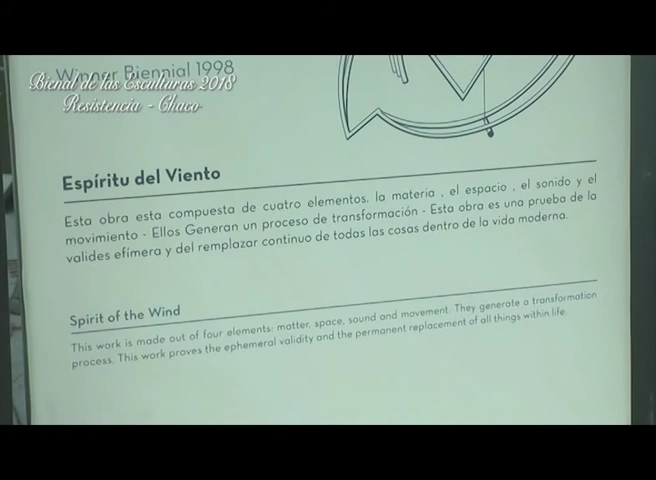 Winner Biennial 1998
Bienal de las Esculturas 2018
Resistencia - Chaco
Espíritu del Viento
Esta obra esta compuesta de cuatro elementos, la materia , el espacio , el sonido y el
movimiento - Ellos Generan un proceso de transformación - Esta obra es una prueba de la
valides efímera y del remplazar continuo de todas las cosas dentro de la vida moderna.
Spirit of the Wind
This work is made out of four elements: matter, space, sound and movement. They generate a transformation
process. This work proves the ephemeral validity and the permanent replacement of all things within life.